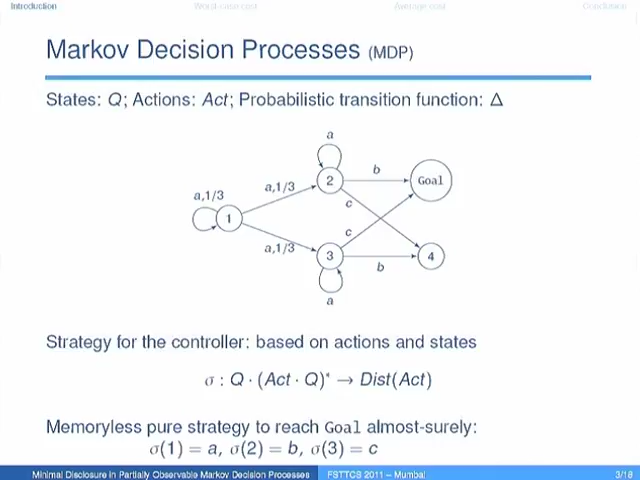 Introduction Worst-case cost Average cost Conclusion
Markov Decision Processes (MDP)
States: Q; Actions: Act; Probabilistic transition function: Δ
a
b
a,1/3
2
Goal
a,1/3
c
1
c
a,1/3
3
4
b
a
Strategy for the controller: based on actions and states
σ : Q · (Act · Q)* → Dist(Act)
Memoryless pure strategy to reach Goal almost-surely:
σ(1) = a, σ(2) = b, σ(3) = c
Minimal Disclosure in Partially Observable Markov Decision Processes FSTTCS 2011 – Mumbai 3/18